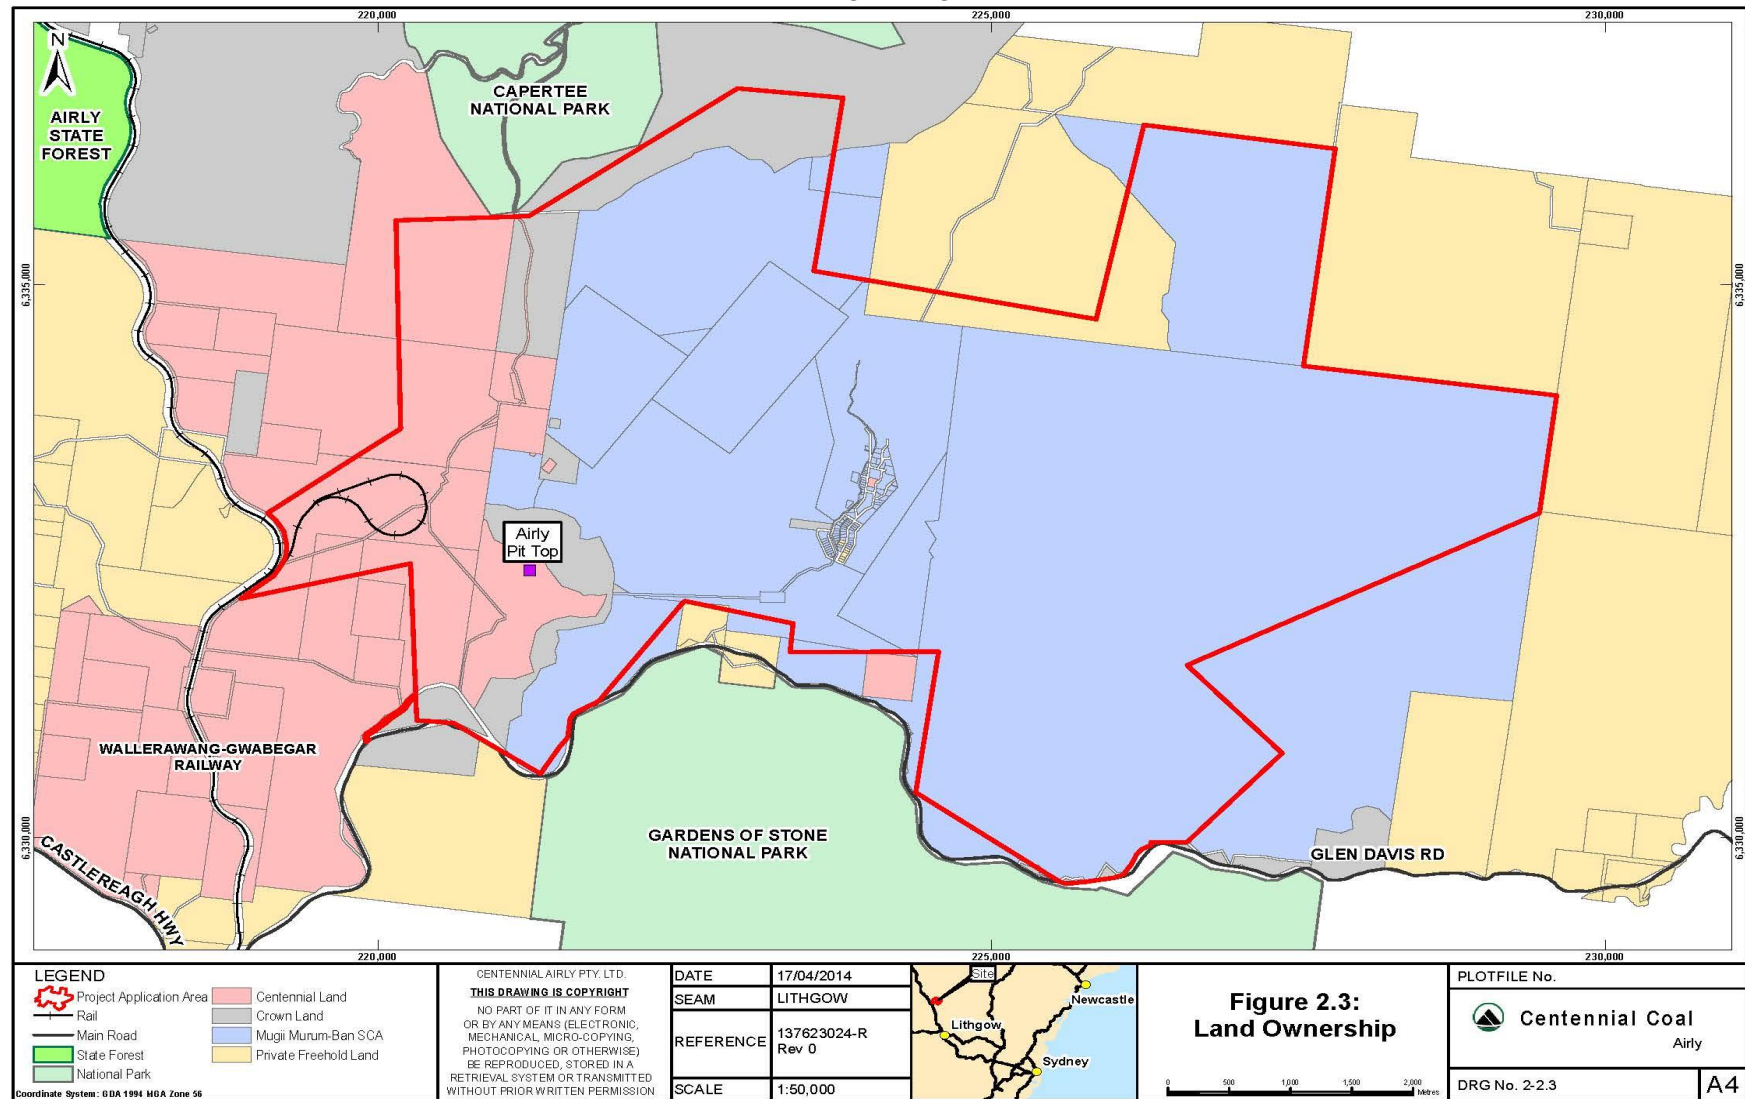 220,000
225,000
230,000
N
AIRLY
STATE
FOREST
CAPERTEE
NATIONAL PARK
6,335,000
6,335,000
Airly
Pit Top
WALLERAWANG-GWABEGAR
RAILWAY
GARDENS OF STONE
NATIONAL PARK
6,330,000
6,330,000
GLEN DAVIS RD
CASTLEREAGH HWY
220,000
225,000
230,000
LEGEND
Project Application Area
Rail
Main Road
State Forest
National Park
Centennial Land
Crown Land
Mugii Murum-Ban SCA
Private Freehold Land
Coordinate System: GDA 1994 MGA Zone 56
CENTENNIAL AIRLY PTY. LTD.
THIS DRAWING IS COPYRIGHT
NO PART OF IT IN ANY FORM
OR BY ANY MEANS (ELECTRONIC,
MECHANICAL, MICRO-COPYING,
PHOTOCOPYING OR OTHERWISE)
BE REPRODUCED, STORED IN A
RETRIEVAL SYSTEM OR TRANSMITTED
WITHOUT PRIOR WRITTEN PERMISSION
DATE 17/04/2014
SEAM LITHGOW
REFERENCE 137623024-R
Rev 0
SCALE 1:50,000
Site
Newcastle
Lithgow
Sydney
Figure 2.3:
Land Ownership
0 500 1,000 1,500 2,000
Metres
PLOTFILE No.
Centennial Coal
Airly
DRG No. 2-2.3
A4